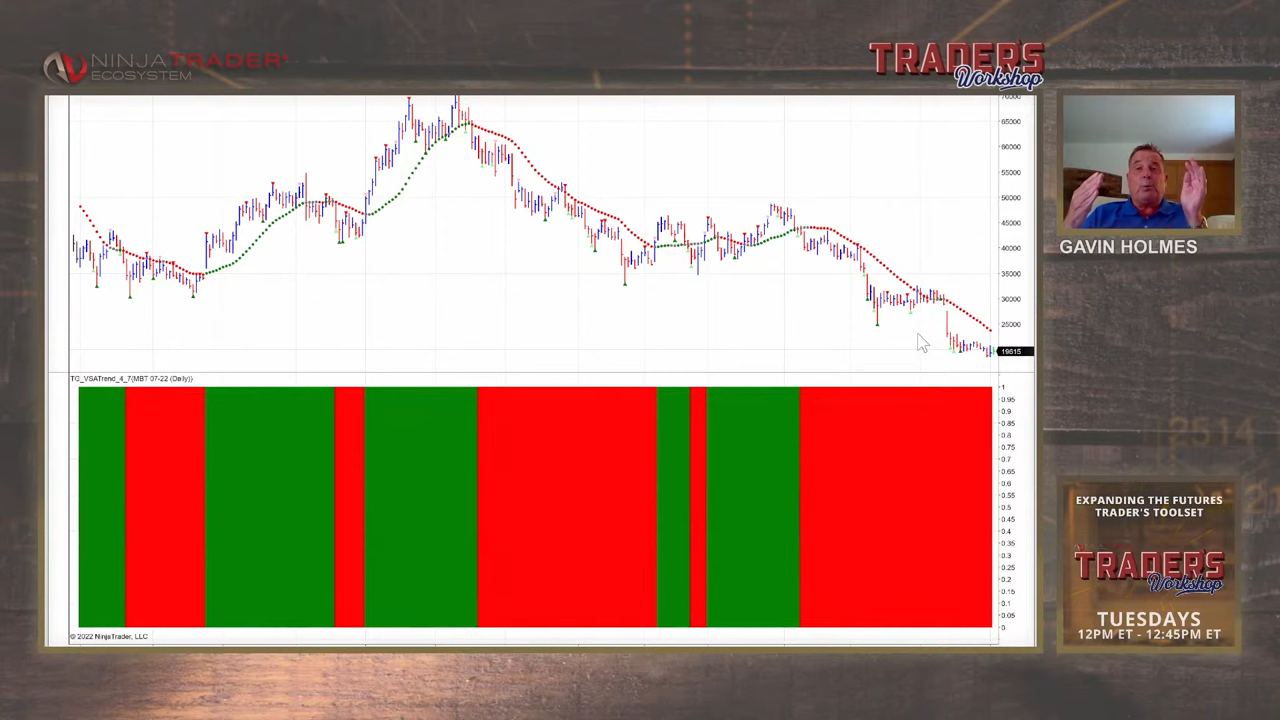 NINJATRADER
ECOSYSTEM
TRADER'S
Workshop
70000
65000
60000
55000
50000
45000
40000
35000
30000
25000
19615
GAVIN HOLMES
TG_VSATrend_4_7(MBT 07-22 (Daily))
1
0.95
0.9
0.85
0.8
0.75
0.7
0.65
0.6
0.55
0.5
0.45
0.4
0.35
0.3
0.25
0.2
0.15
0.1
0.05
0
© 2022 NinjaTrader, LLC
2514
EXPANDING THE FUTURES
TRADER'S TOOLSET
TRADER'S
Workshop
TUESDAYS
12PM ET - 12:45PM ET